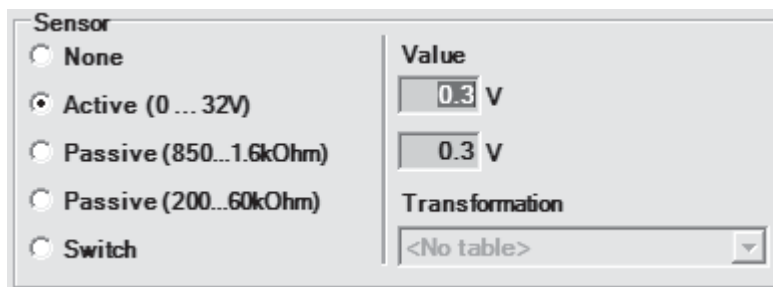 Sensor
None
Active (0 ... 32V)
Passive (850...1.6kOhm)
Passive (200...60kOhm)
Switch
Value
0.3 V
0.3 V
Transformation
<No table>